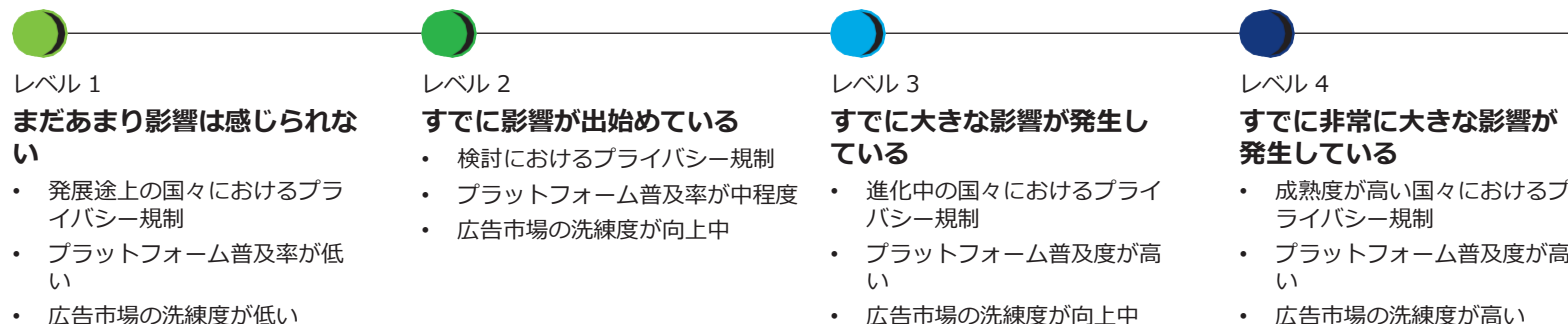 レベル 1
まだあまり影響は感じられな
い
• 発展途上の国々におけるプラ
イバシー規制
• プラットフォーム普及率が低
い
• 広告市場の洗練度が低い
レベル 2
すでに影響が出始めている
• 検討におけるプライバシー規制
• プラットフォーム普及率が中程度
• 広告市場の洗練度が向上中
レベル 3
すでに大きな影響が発生し
ている
• 進化中の国々におけるプライ
バシー規制
• プラットフォーム普及度が高
い
• 広告市場の洗練度が向上中
レベル 4
すでに非常に大きな影響が
発生している
• 成熟度が高い国々におけるプ
ライバシー規制
• プラットフォーム普及度が高
い
• 広告市場の洗練度が高い